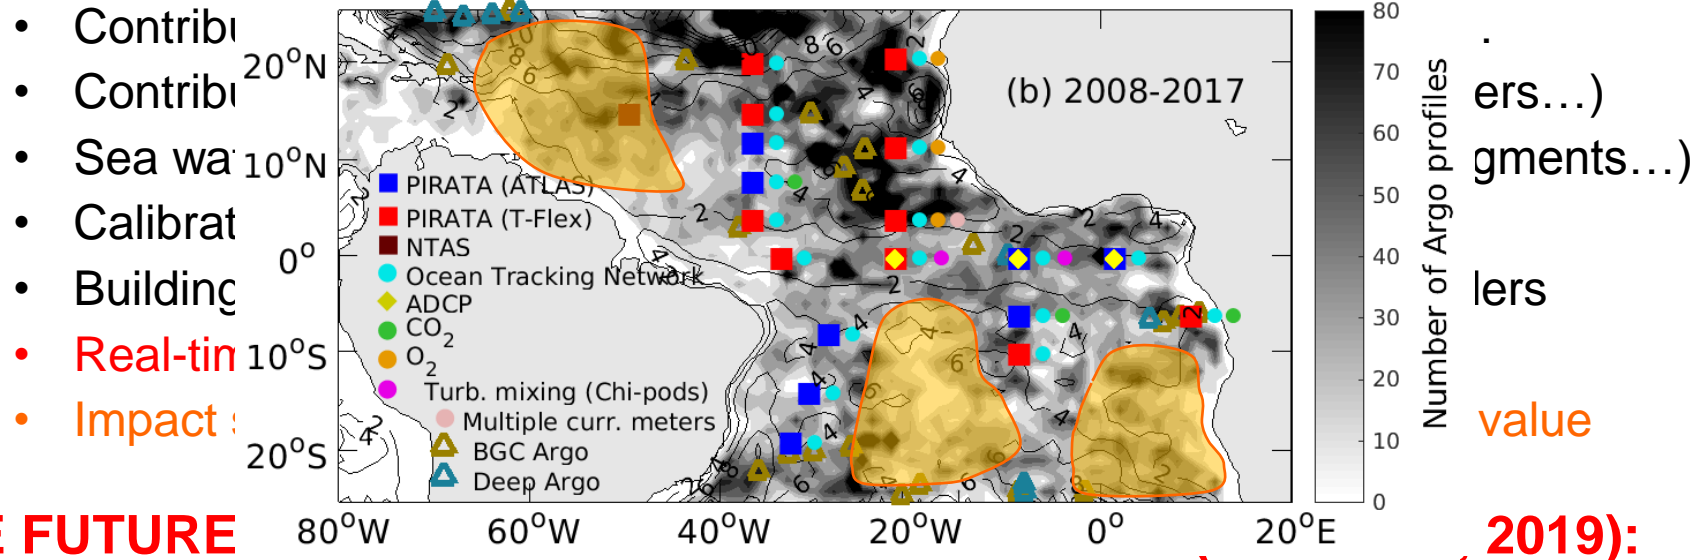 • Contribu
• Contribu
ers…)
• Sea wa
gments…)
• Calibrat
• Building
lers
• Real-tim
• Impact
value
E FUTURE
2019):
(b) 2008-2017
20°N
10°N
0°
10°S
20°S
80°W 60°W 40°W 20°W 0° 20°E
PIRATA (ATLAS)
PIRATA (T-Flex)
NTAS
Ocean Tracking Network
ADCP
CO2
O2
Turb. mixing (Chi-pods)
Multiple curr. meters
BGC Argo
Deep Argo
80
70
60
50
40
30
20
10
0
Number of Argo profiles